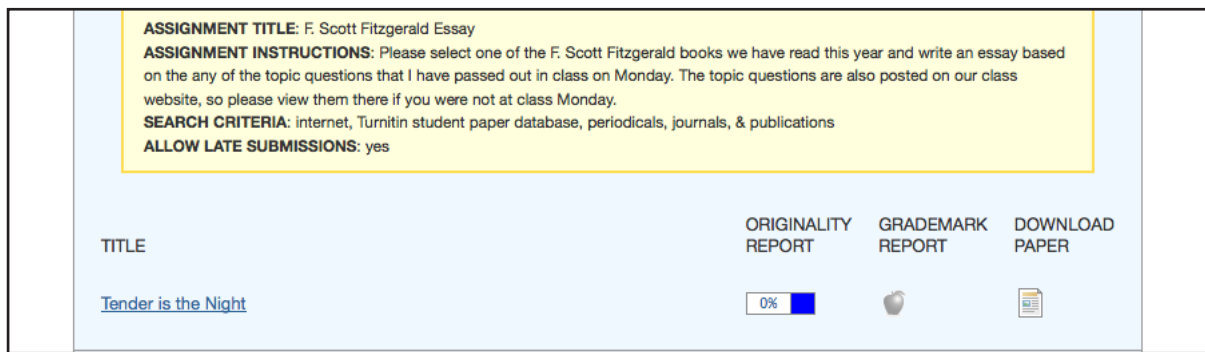 ASSIGNMENT TITLE: F. Scott Fitzgerald Essay
ASSIGNMENT INSTRUCTIONS: Please select one of the F. Scott Fitzgerald books we have read this year and write an essay based
on the any of the topic questions that I have passed out in class on Monday. The topic questions are also posted on our class
website, so please view them there if you were not at class Monday.
SEARCH CRITERIA: internet, Turnitin student paper database, periodicals, journals, & publications
ALLOW LATE SUBMISSIONS: yes
TITLE
ORIGINALITY
REPORT
GRADEMARK
REPORT
DOWNLOAD
PAPER
Tender is the Night
0%